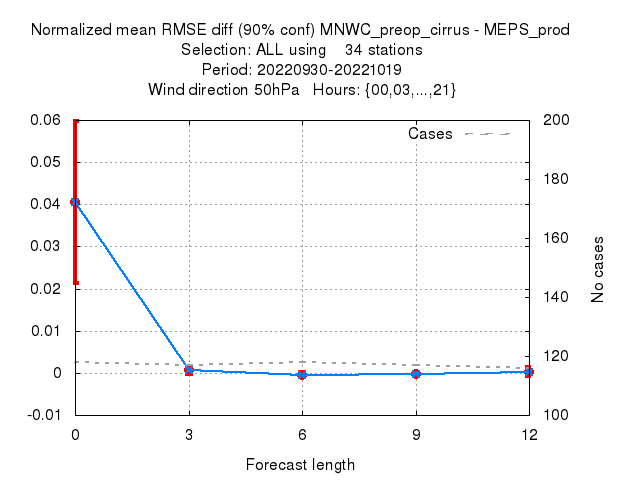 Normalized mean RMSE diff (90% conf) MNWC_preop_cirrus - MEPS_prod
Selection: ALL using 34 stations
Period: 20220930-20221019
Wind direction 50hPa Hours: {00,03,...,21}
Cases
0.06
0.05
0.04
0.03
0.02
0.01
0
-0.01
200
180
160
140
120
100
No cases
0 3 6 9 12
Forecast length